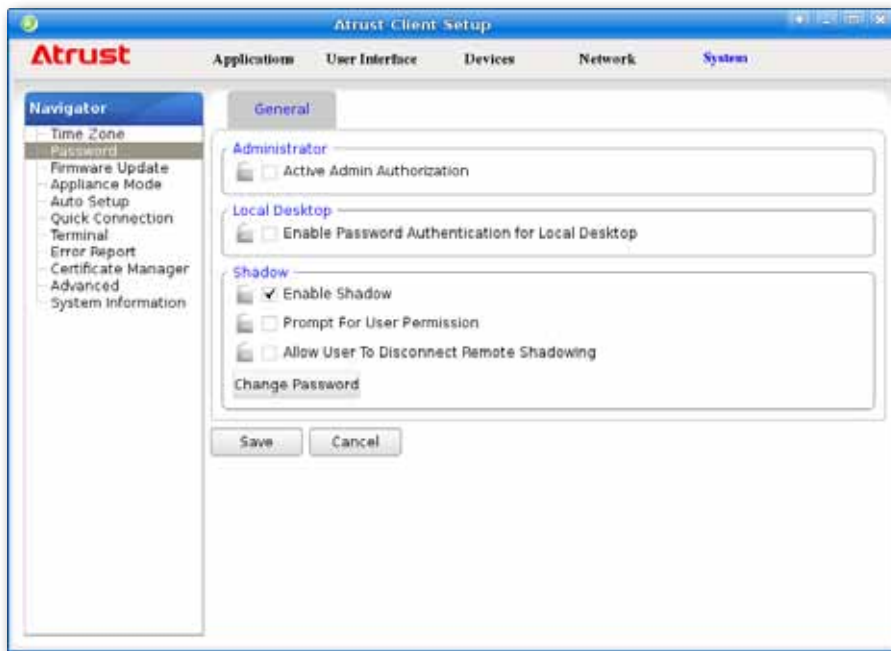 Atrust Client Setup
Atrust Applications User Interface Devices Network System
Navigator
Time Zone
Password
Firmware Update
Appliance Mode
Auto Setup
Quick Connection
Terminal
Error Report
Certificate Manager
Advanced
System Information
General
Administrator
Active Admin Authorization
Local Desktop
Enable Password Authentication for Local Desktop
Shadow
Enable Shadow
Prompt For User Permission
Allow User To Disconnect Remote Shadowing
Change Password
Save Cancel